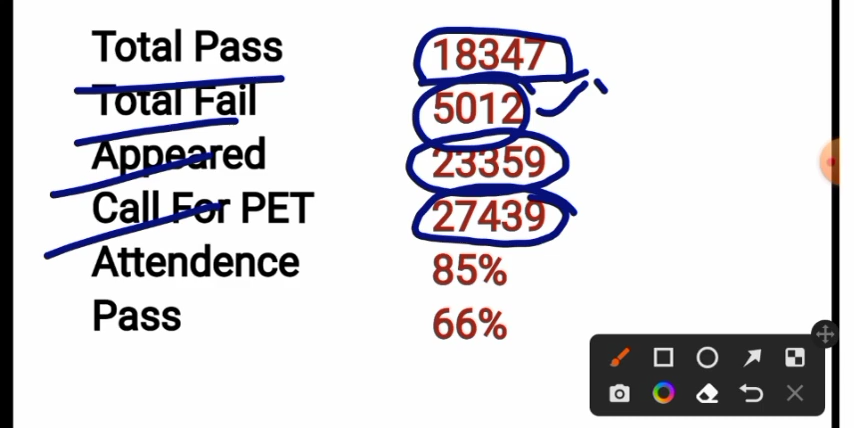 Total Pass 18347
Total Fail 5012
Appeared 23359
Call For PET 27439
Attendence 85%
Pass 66%